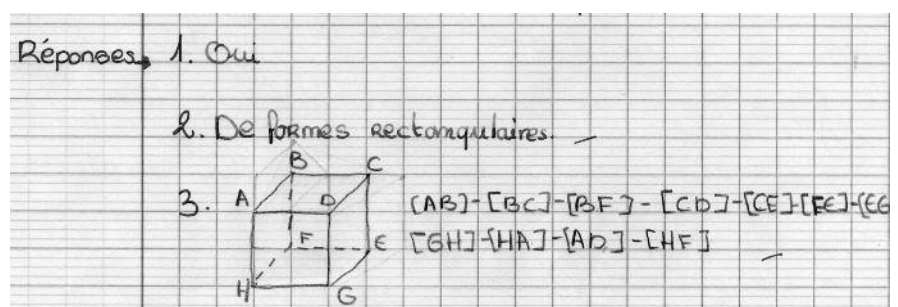 Réponses 1. Oui
2. De formes rectangulaires.
B C
3. A D [AB]-[BC]-[BF]-[CD]-[CE]-[FE]-[EG
F E [GH]-[HA]-[AD]-[HF]
H G